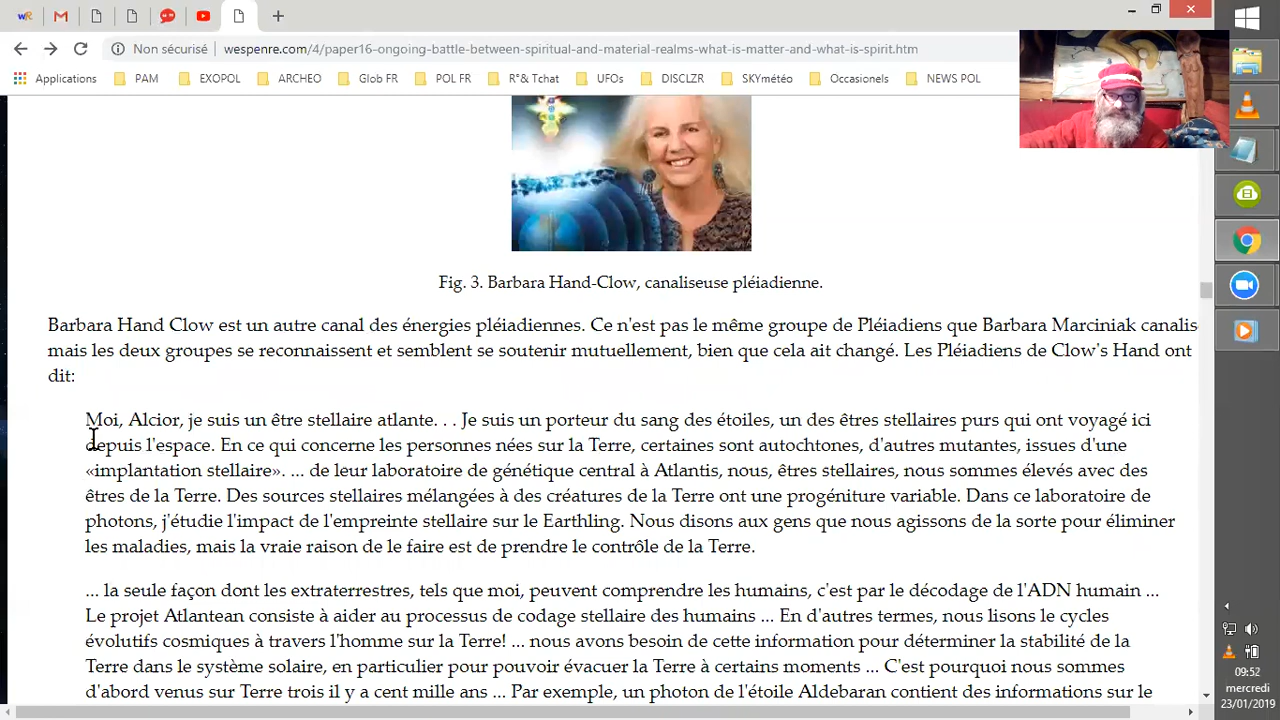 Non sécurisé
wespenre.com/4/paper16-ongoing-battle-between-spiritual-and-material-realms-what-is-matter-and-what-is-spirit.htm
Applications PAM EXOPOL ARCHEO Glob FR POL FR R"& Tchat UFOs DISCLZR SKYmétéo Occasionels NEWS POL
Fig. 3. Barbara Hand-Clow, canaliseuse pléiadienne.
Barbara Hand Clow est un autre canal des énergies pléiadiennes. Ce n'est pas le même groupe de Pléiadiens que Barbara Marciniak canalis
mais les deux groupes se reconnaissent et semblent se soutenir mutuellement, bien que cela ait changé. Les Pléiadiens de Clow's Hand ont
dit:
Moi, Alcior, je suis un être stellaire atlante. . . Je suis un porteur du sang des étoiles, un des êtres stellaires purs qui ont voyagé ici
depuis l'espace. En ce qui concerne les personnes nées sur la Terre, certaines sont autochtones, d'autres mutantes, issues d'une
«implantation stellaire». ... de leur laboratoire de génétique central à Atlantis, nous, êtres stellaires, nous sommes élevés avec des
êtres de la Terre. Des sources stellaires mélangées à des créatures de la Terre ont une progéniture variable. Dans ce laboratoire de
photons, j'étudie l'impact de l'empreinte stellaire sur le Earthling. Nous disons aux gens que nous agissons de la sorte pour éliminer
les maladies, mais la vraie raison de le faire est de prendre le contrôle de la Terre.
... la seule façon dont les extraterrestres, tels que moi, peuvent comprendre les humains, c'est par le décodage de l'ADN humain ...
Le projet Atlantean consiste à aider au processus de codage stellaire des humains ... En d'autres termes, nous lisons le cycles
évolutifs cosmiques à travers l'homme sur la Terre! ... nous avons besoin de cette information pour déterminer la stabilité de la
Terre dans le système solaire, en particulier pour pouvoir évacuer la Terre à certains moments ... C'est pourquoi nous sommes
d'abord venus sur Terre trois il y a cent mille ans ... Par exemple, un photon de l'étoile Aldebaran contient des informations sur le
09:52
mercredi
23/01/2019